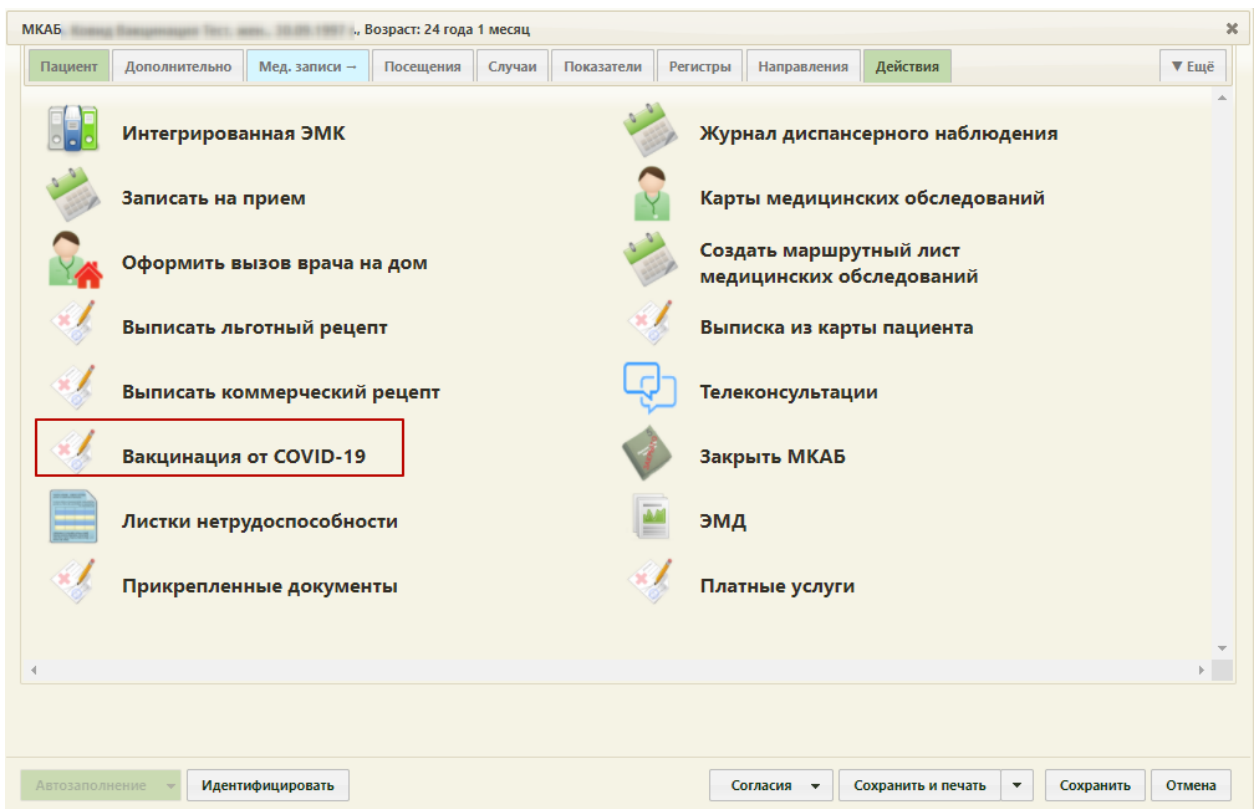 МКАБ ., Возраст: 24 года 1 месяц
Пациент Дополнительно Мед. записи – Посещения Случаи Показатели Регистры Направления Действия ▼ Ещё
Интегрированная ЭМК
Журнал диспансерного наблюдения
Записать на прием
Карты медицинских обследований
Оформить вызов врача на дом
Создать маршрутный лист
медицинских обследований
Выписать льготный рецепт
Выписка из карты пациента
Выписать коммерческий рецепт
Телеконсультации
Вакцинация от COVID-19
Закрыть МКАБ
Листки нетрудоспособности
ЭМД
Прикрепленные документы
Платные услуги
Автозаполнение Идентифицировать Согласия Сохранить и печать Сохранить Отмена